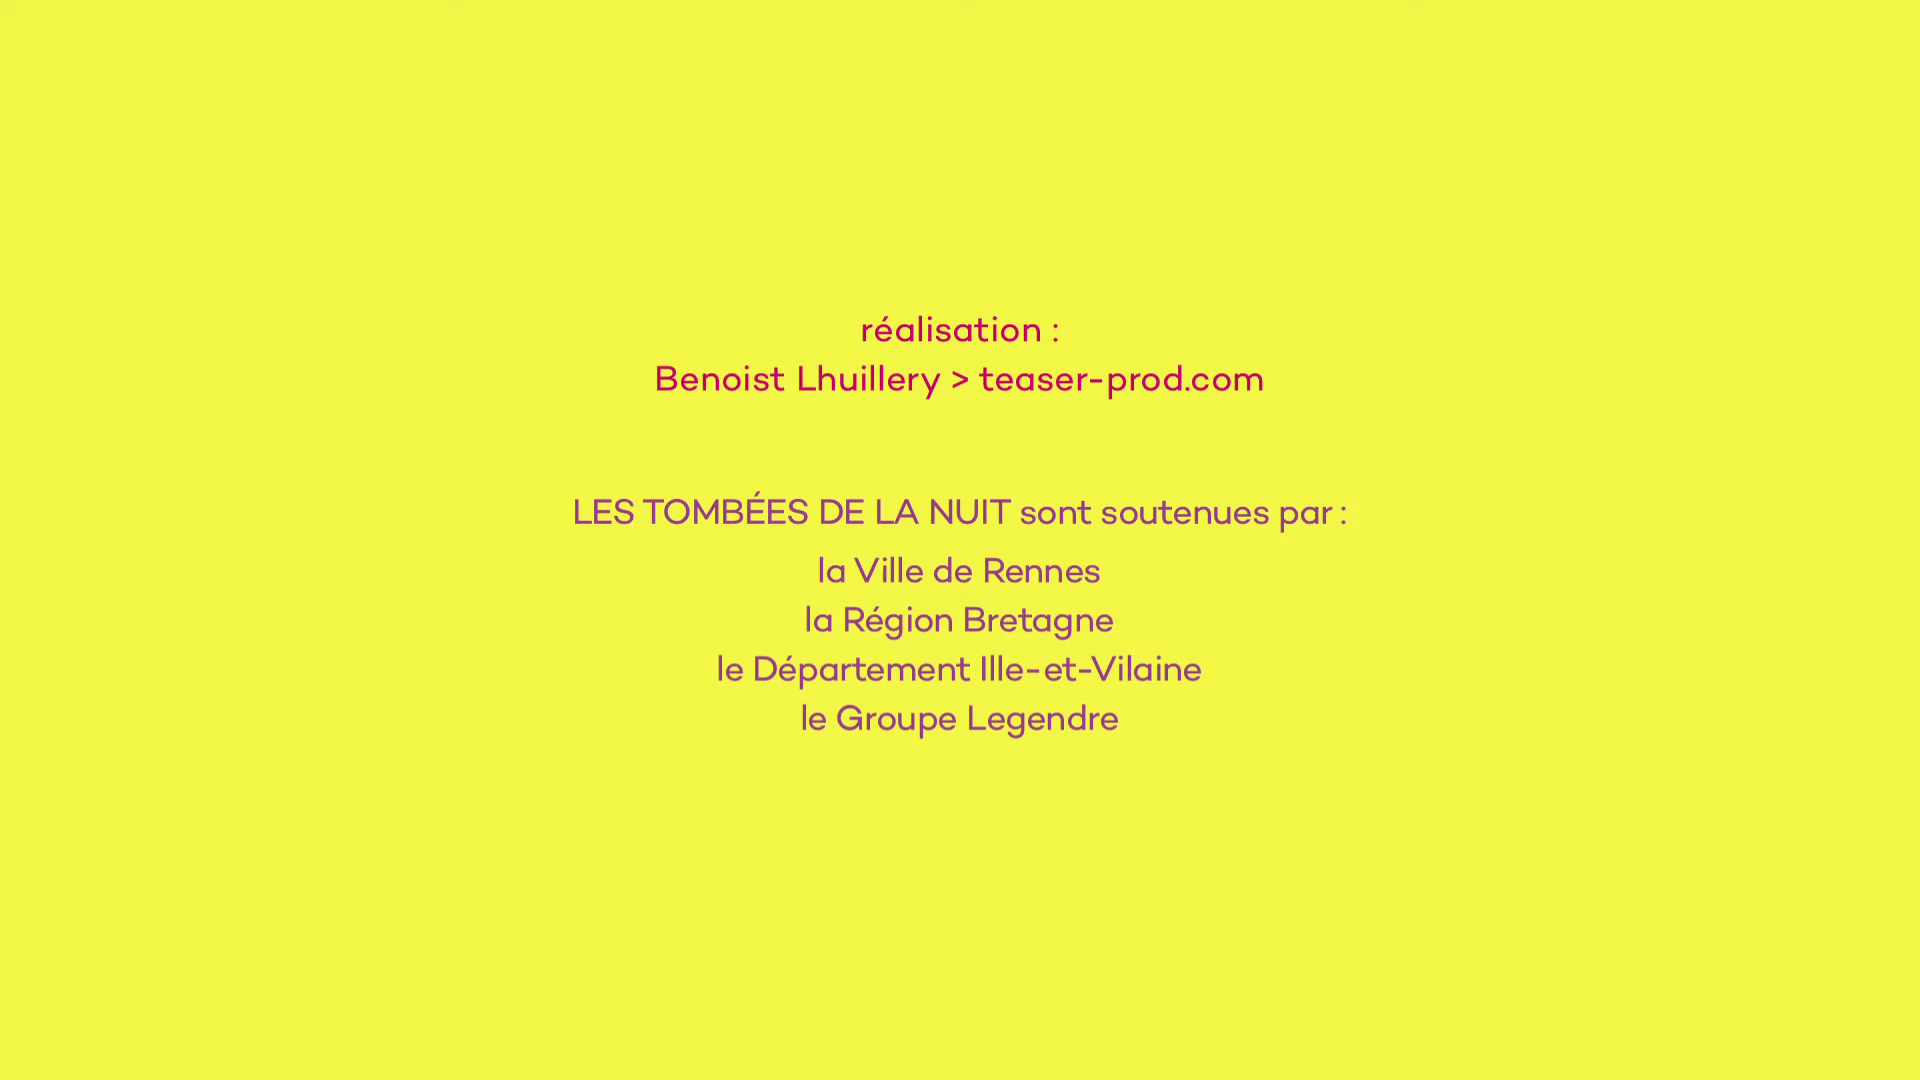 réalisation :
Benoist Lhuillery > teaser-prod.com
LES TOMBÉES DE LA NUIT sont soutenues par :
la Ville de Rennes
la Région Bretagne
le Département Ille-et-Vilaine
le Groupe Legendre